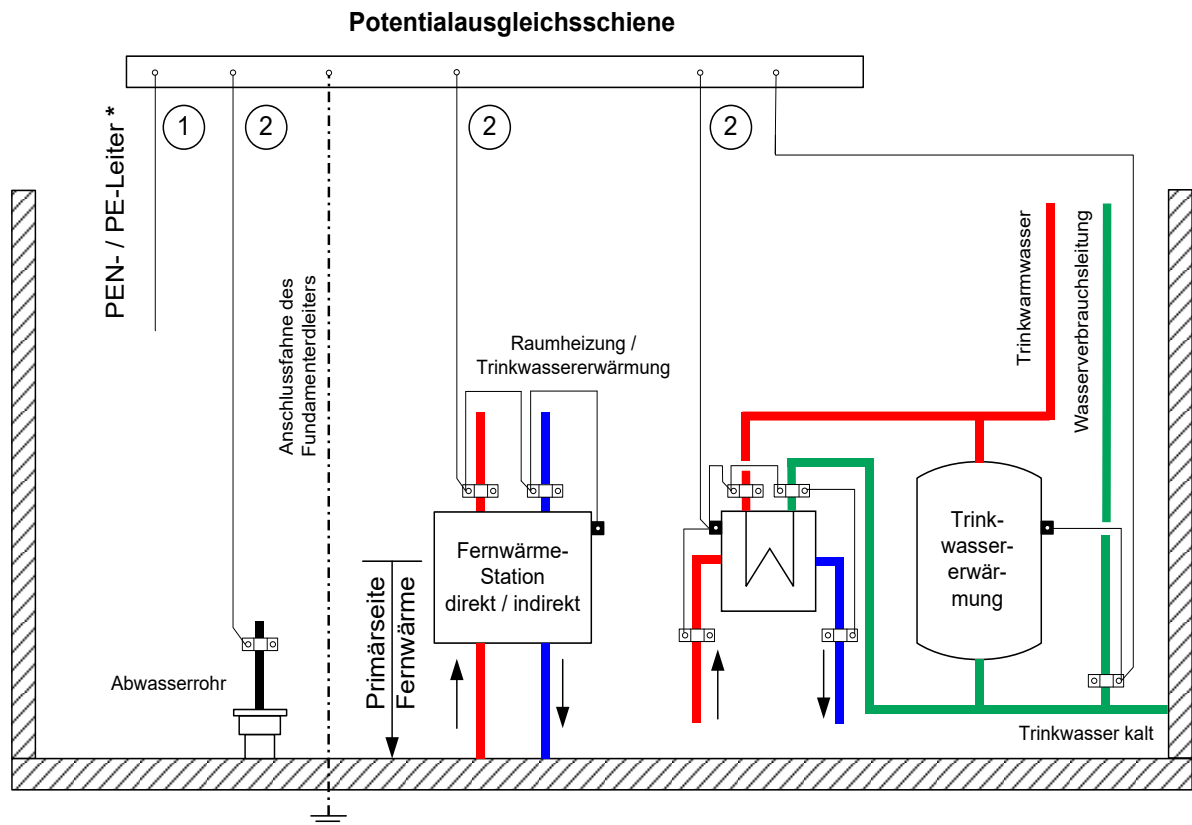 Potentialausgleichsschiene
1
2
2
2
PEN- / PE-Leiter *
Anschlussfahne des
Fundamenterdleiters
Raumheizung /
Trinkwassererwärmung
Trinkwarmwasser
Wasserverbrauchsleitung
Fernwärme-
Station
direkt / indirekt
Trink-
wasser-
erwär-
mung
Primärseite
Fernwärme
Abwasserrohr
Trinkwasser kalt